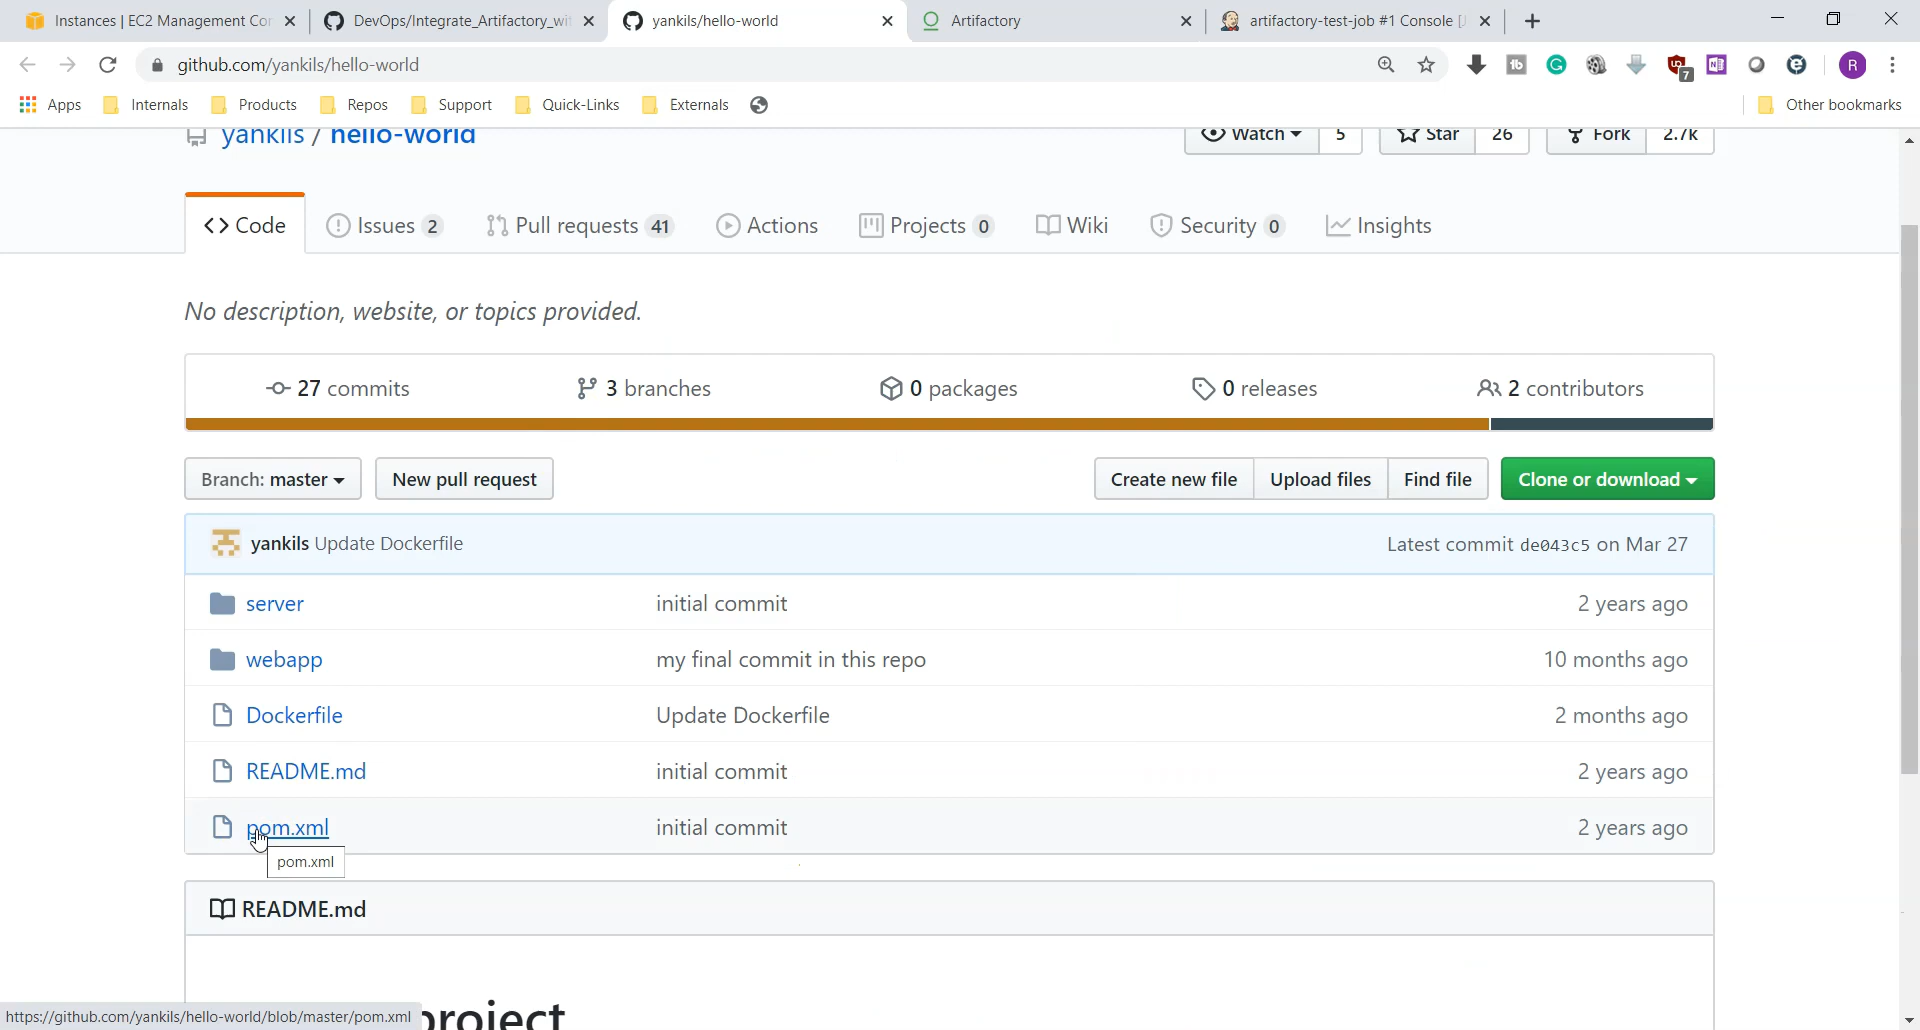 Instances | EC2 Management Co
DevOps/Integrate_Artifactory_wi
yankils/hello-world
Artifactory
artifactory-test-job #1 Console [J
github.com/yankils/hello-world
7
R
Apps
Internals
Products
Repos
Support
Quick-Links
Externals
Other bookmarks
yankils / hello-world
Watch
5
Star
26
Fork
2.7k
Code
Issues 2
Pull requests 41
Actions
Projects 0
Wiki
Security 0
Insights
No description, website, or topics provided.
27 commits
3 branches
0 packages
0 releases
2 contributors
Branch: master
New pull request
Create new file
Upload files
Find file
Clone or download
yankils Update Dockerfile
Latest commit de043c5 on Mar 27
server
initial commit
2 years ago
webapp
my final commit in this repo
10 months ago
Dockerfile
Update Dockerfile
2 months ago
README.md
initial commit
2 years ago
pom.xml
initial commit
2 years ago
pom.xml
README.md
project
https://github.com/yankils/hello-world/blob/master/pom.xml